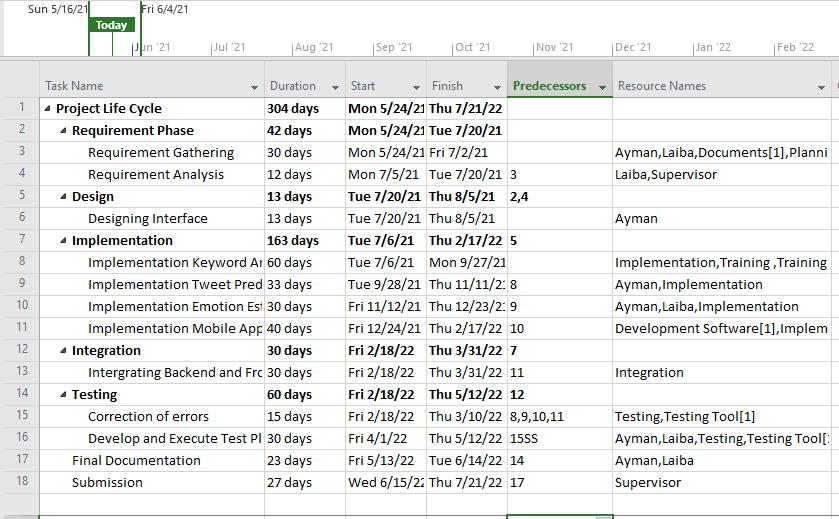 Sun 5/16/21 Fri 6/4/21
Today
Jun '21 Jul '21 Aug '21 Sep '21 Oct '21 Nov '21 Dec '21 Jan '22 Feb '22
Task Name Duration Start Finish Predecessors Resource Names
1 Project Life Cycle 304 days Mon 5/24/21 Thu 7/21/22
2 Requirement Phase 42 days Mon 5/24/21 Tue 7/20/21
3 Requirement Gathering 30 days Mon 5/24/21 Fri 7/2/21 Ayman,Laiba,Documents[1],Planni
4 Requirement Analysis 12 days Mon 7/5/21 Tue 7/20/21 3 Laiba,Supervisor
5 Design 13 days Tue 7/20/21 Thu 8/5/21 2,4
6 Designing Interface 13 days Tue 7/20/21 Thu 8/5/21 Ayman
7 Implementation 163 days Tue 7/6/21 Thu 2/17/22 5
8 Implementation Keyword Ar 60 days Tue 7/6/21 Mon 9/27/21 Implementation,Training ,Training
9 Implementation Tweet Pred 33 days Tue 9/28/21 Thu 11/11/21 8 Ayman,Implementation
10 Implementation Emotion Est 30 days Fri 11/12/21 Thu 12/23/21 9 Ayman,Laiba,Implementation
11 Implementation Mobile App 40 days Fri 12/24/21 Thu 2/17/22 10 Development Software[1],Implem
12 Integration 30 days Fri 2/18/22 Thu 3/31/22 7
13 Intergrating Backend and Fro 30 days Fri 2/18/22 Thu 3/31/22 11 Integration
14 Testing 60 days Fri 2/18/22 Thu 5/12/22 12
15 Correction of errors 15 days Fri 2/18/22 Thu 3/10/22 8,9,10,11 Testing,Testing Tool[1]
16 Develop and Execute Test Pl 30 days Fri 4/1/22 Thu 5/12/22 15SS Ayman,Laiba,Testing,Testing Tool[
17 Final Documentation 23 days Fri 5/13/22 Tue 6/14/22 14 Ayman,Laiba
18 Submission 27 days Wed 6/15/22 Thu 7/21/22 17 Supervisor